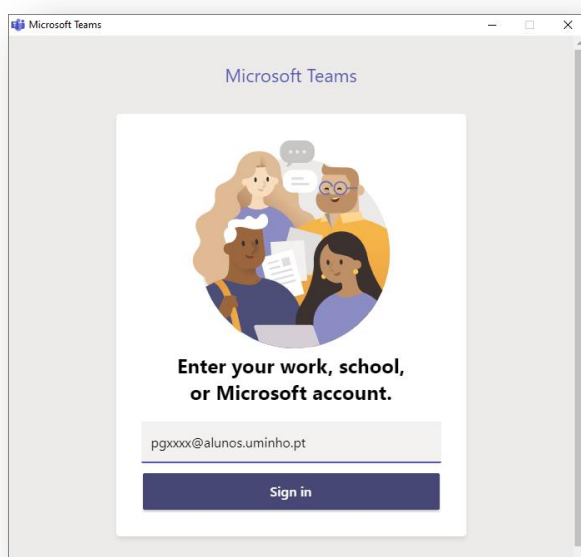 Microsoft Teams
Microsoft Teams
Enter your work, school,
or Microsoft account.
pgxxxx@alunos.uminho.pt
Sign in